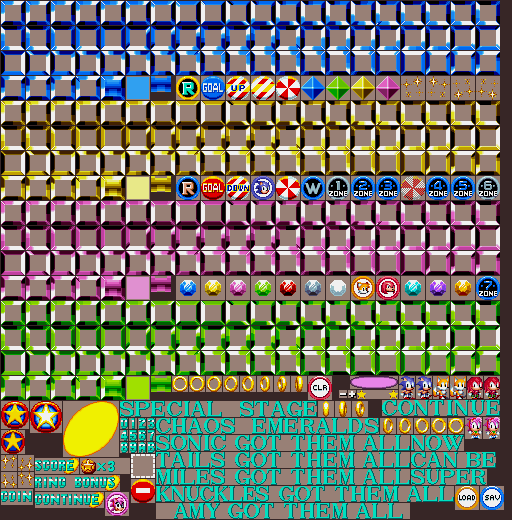 R GOAL UP
R GOAL DOWN W 1 ZONE 2 ZONE 3 ZONE 4 ZONE 5 ZONE 6 ZONE
7 ZONE
CLR
SPECIAL STAGE CONTINUE
CHAOS EMERALDS
SONIC GOT THEM ALL NOW
TAILS GOT THEM ALL CAN BE
SCORE ×3
MILES GOT THEM ALL SUPER
RING BONUS
KNUCKLES GOT THEM ALL LOAD SAV
COIN CONTINUE
AMY GOT THEM ALL